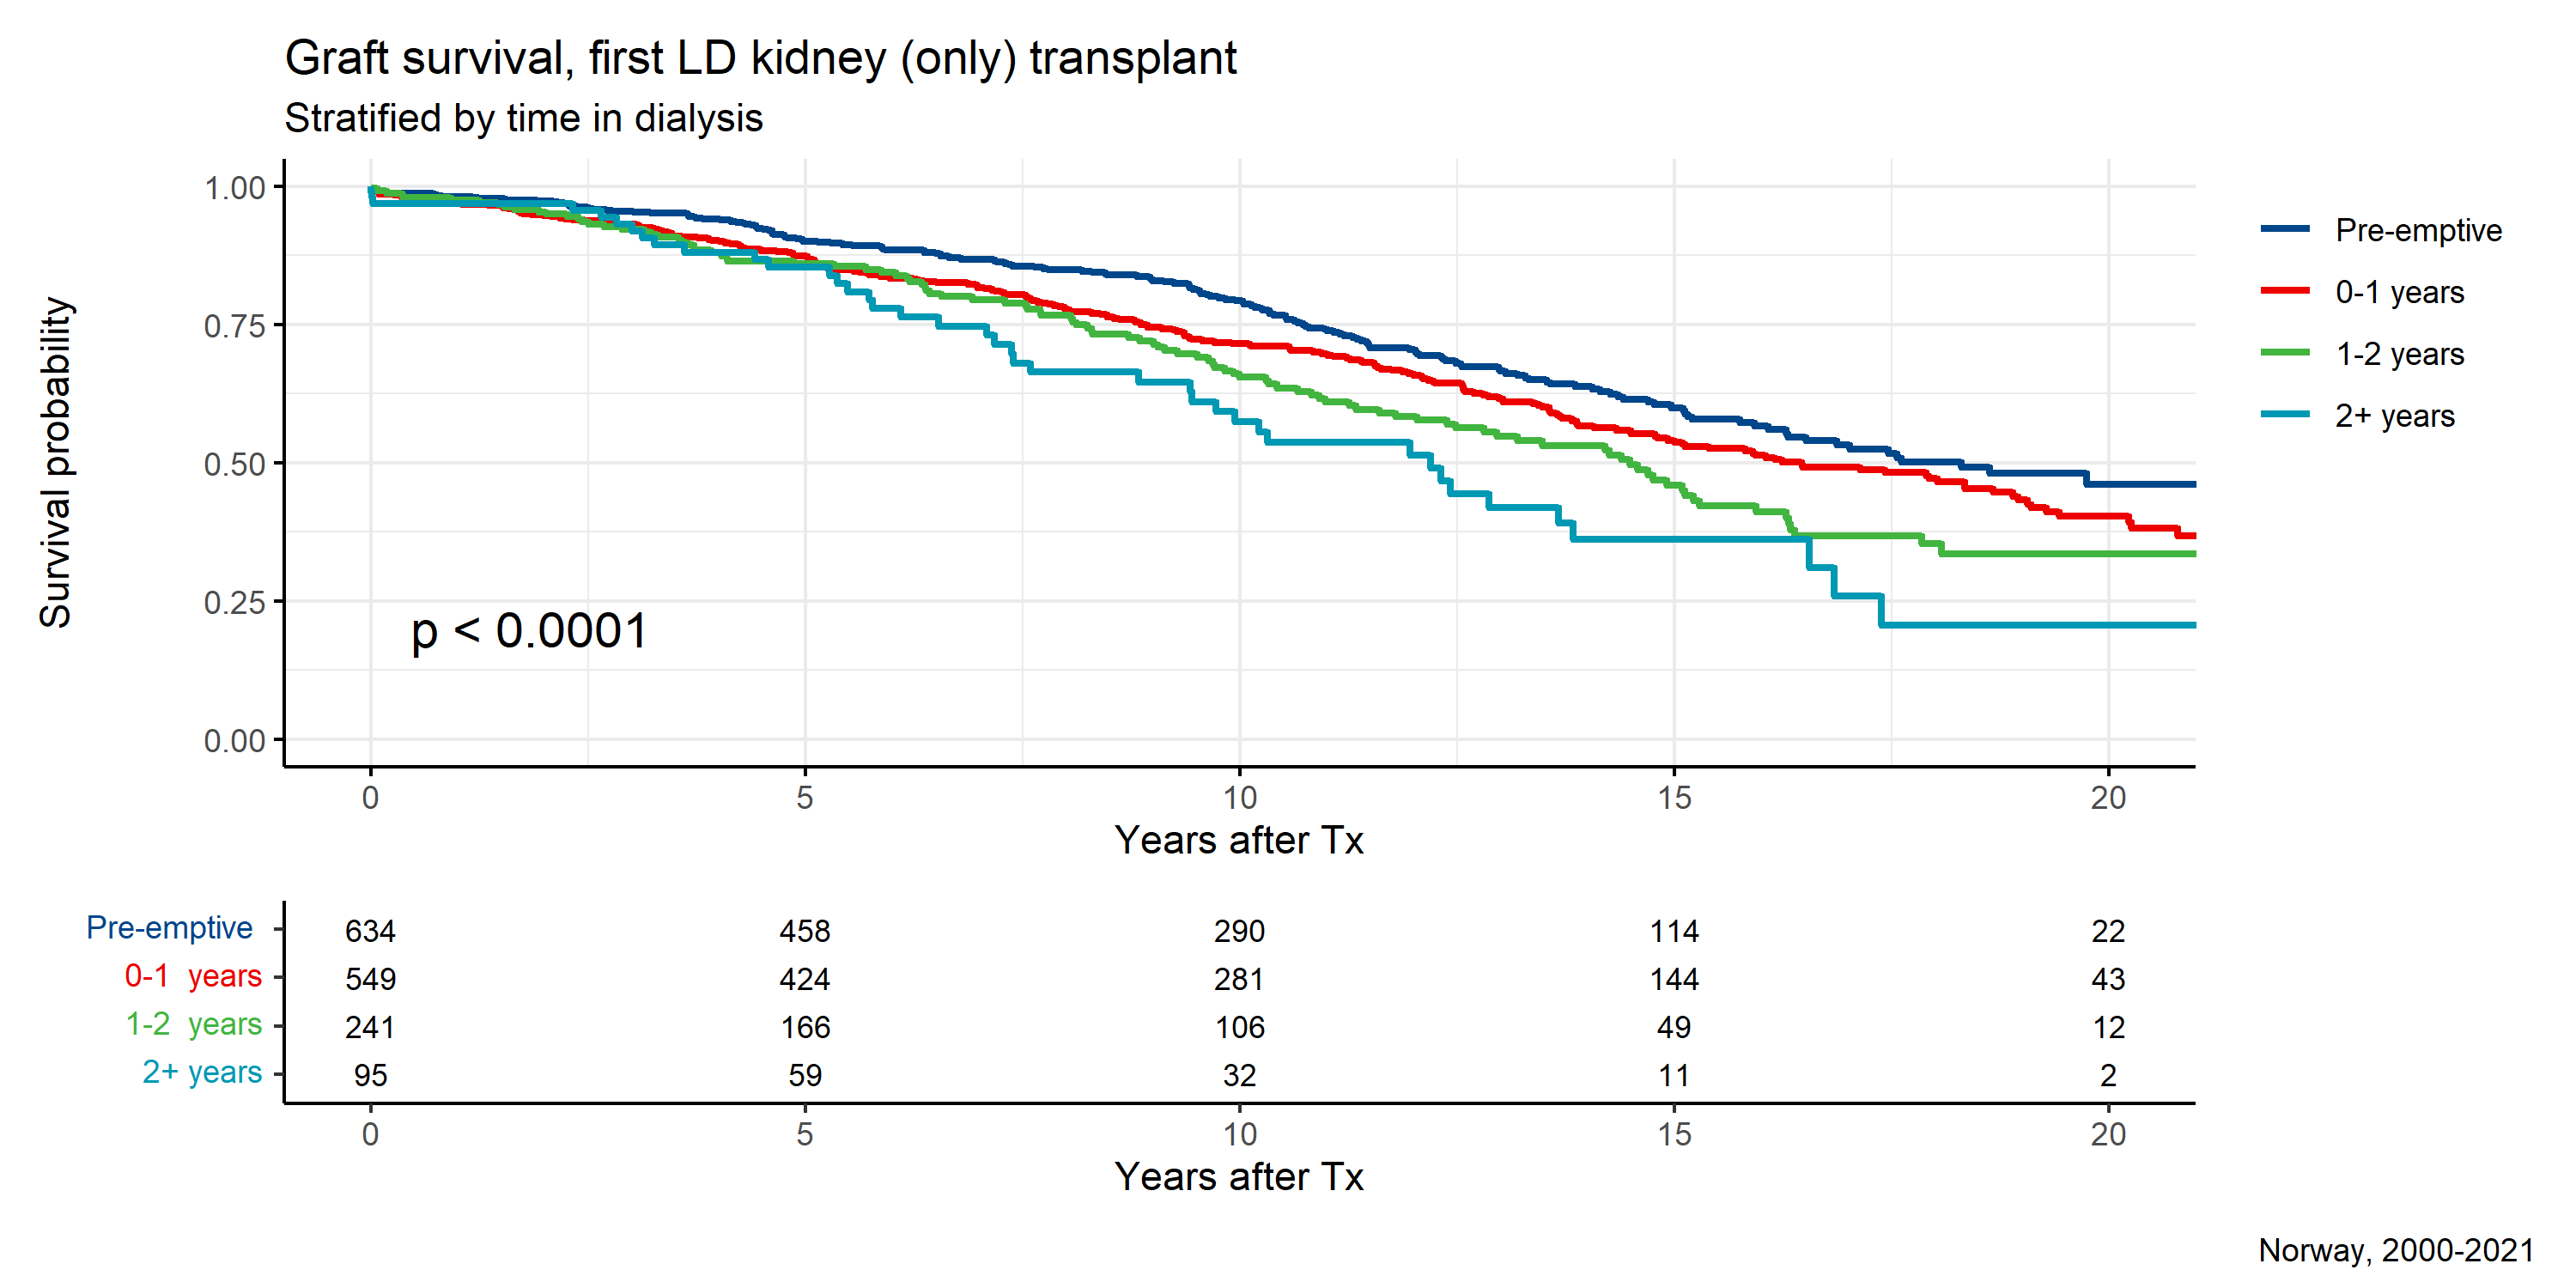 Graft survival, first LD kidney (only) transplant
Stratified by time in dialysis
Survival probability
1.00
0.75
0.50
0.25
0.00
p < 0.0001
0 5 10 15 20
Years after Tx
Pre-emptive
0-1 years
1-2 years
2+ years
Pre-emptive 634 458 290 114 22
0-1 years 549 424 281 144 43
1-2 years 241 166 106 49 12
2+ years 95 59 32 11 2
0 5 10 15 20
Years after Tx
Norway, 2000-2021